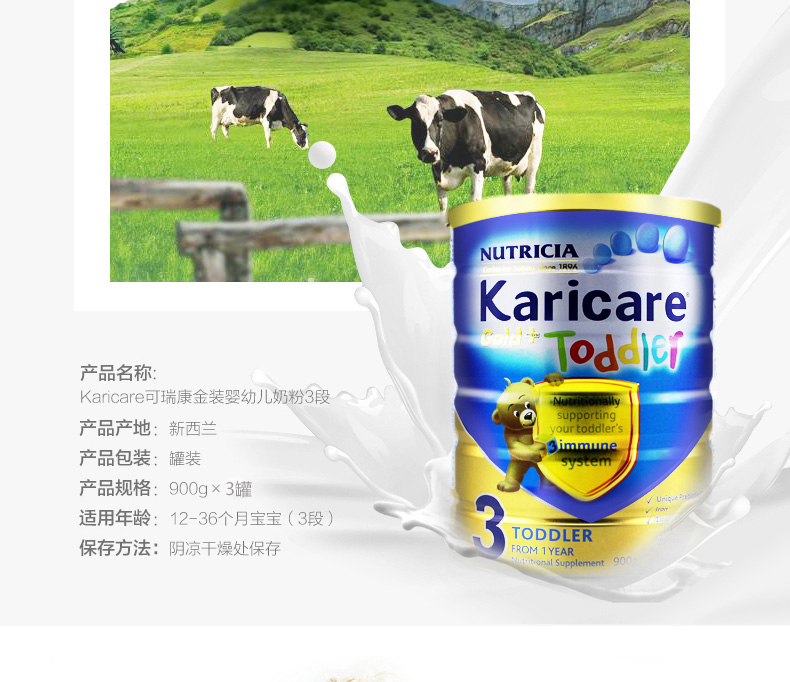 NUTRICIA
since 1896
Karicare
Gold+ Toddler
Nutritionally
supporting
your toddler's
immune
system
3
TODDLER
FROM 1 YEAR
Nutritional Supplement 900g
产品名称:
Karicare可瑞康金装婴幼儿奶粉3段
产品产地： 新西兰
产品包装： 罐装
产品规格： 900g×3罐
适用年龄： 12-36个月宝宝（3段）
保存方法： 阴凉干燥处保存